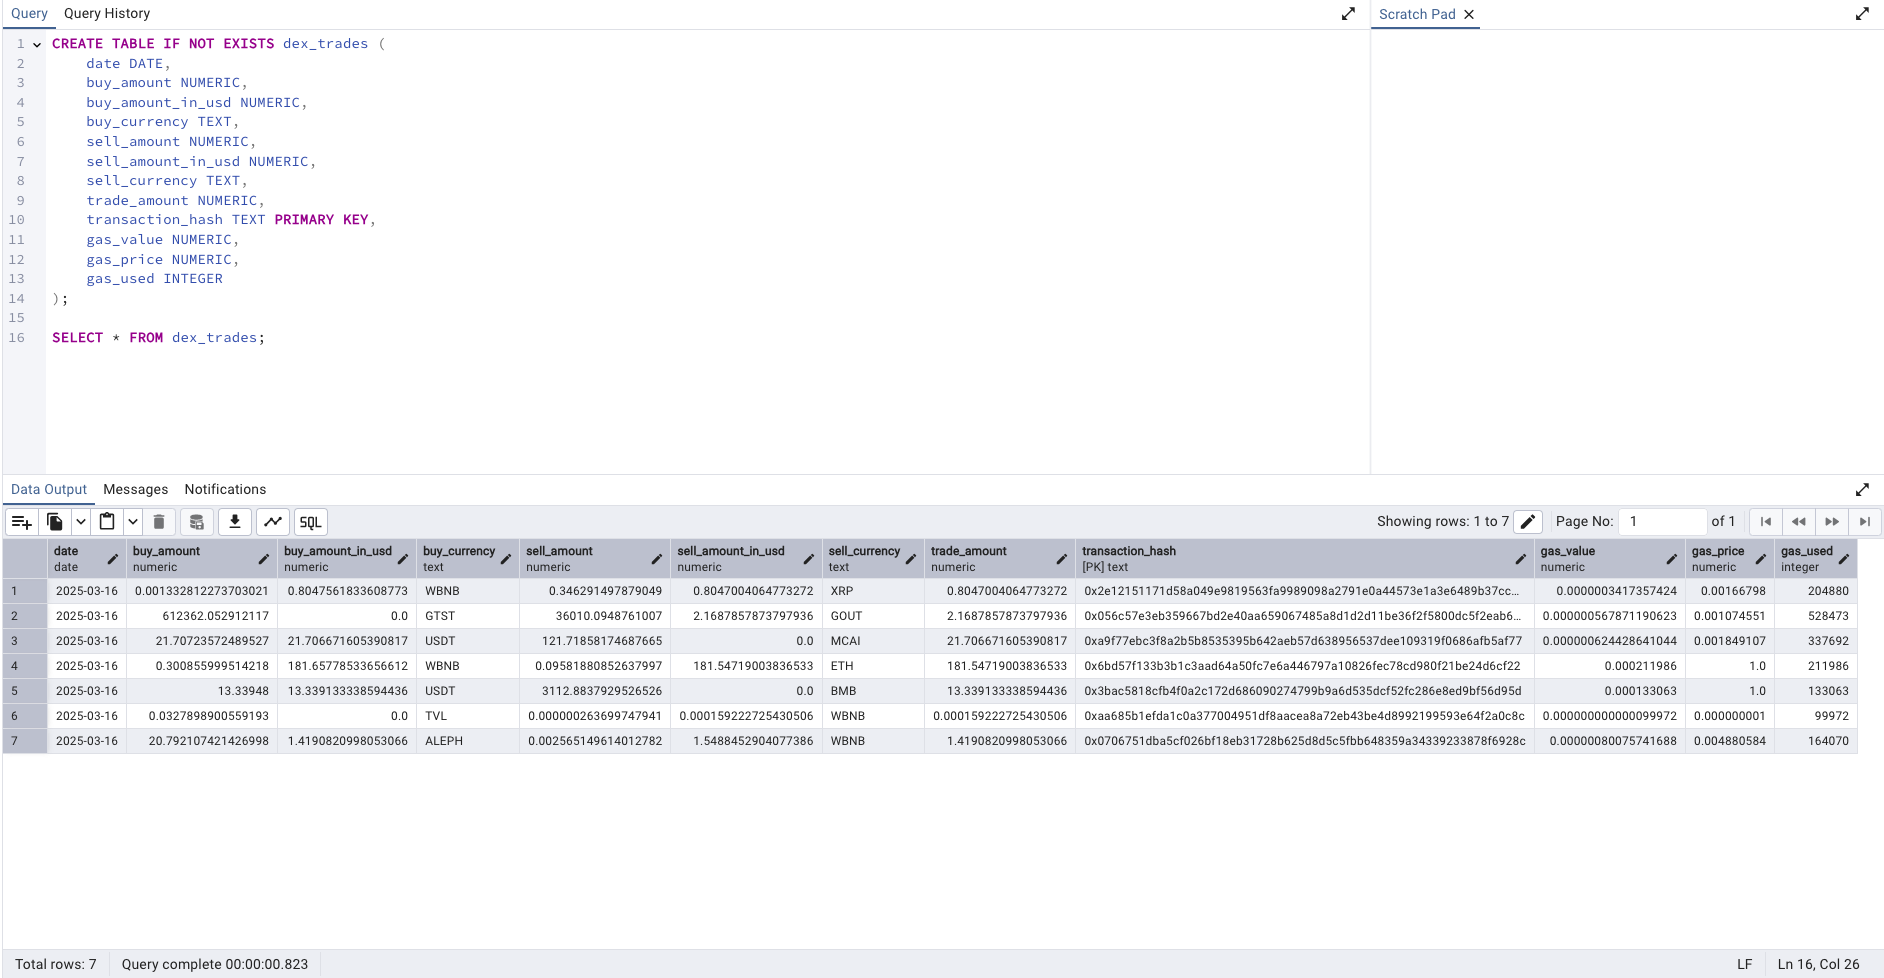 Query Query History
Scratch Pad
1 CREATE TABLE IF NOT EXISTS dex_trades (
2 date DATE,
3 buy_amount NUMERIC,
4 buy_amount_in_usd NUMERIC,
5 buy_currency TEXT,
6 sell_amount NUMERIC,
7 sell_amount_in_usd NUMERIC,
8 sell_currency TEXT,
9 trade_amount NUMERIC,
10 transaction_hash TEXT PRIMARY KEY,
11 gas_value NUMERIC,
12 gas_price NUMERIC,
13 gas_used INTEGER
14 );
15
16 SELECT * FROM dex_trades;
Data Output Messages Notifications
SQL Showing rows: 1 to 7 Page No: 1 of 1
date buy_amount buy_amount_in_usd buy_currency sell_amount sell_amount_in_usd sell_currency trade_amount transaction_hash gas_value gas_price gas_used
date numeric numeric text numeric numeric text numeric [PK] text numeric numeric integer
1 2025-03-16 0.001332812273703021 0.8047561833608773 WBNB 0.346291497879049 0.8047004064773272 XRP 0.8047004064773272 0x2e12151171d58a049e9819563fa9989098a2791e0a44573e1a3e6489b37cc... 0.0000003417357424 0.00166798 204880
2 2025-03-16 612362.052912117 0.0 GTST 36010.0948761007 2.1687857873797936 GOUT 2.1687857873797936 0x056c57e3eb359667bd2e40aa659067485a8d1d2d11be36f2f5800dc5f2eab6... 0.000000567871190623 0.001074551 528473
3 2025-03-16 21.70723572489527 21.706671605390817 USDT 121.71858174687665 0.0 MCAI 21.706671605390817 0xa9f77ebc3f8a2b5b8535395b642aeb57d638956537dee109319f0686afb5af77 0.000000624428641044 0.001849107 337692
4 2025-03-16 0.300855999514218 181.65778533656612 WBNB 0.09581880852637997 181.54719003836533 ETH 181.54719003836533 0x6bd57f133b3b1c3aad64a50fc7e6a446797a10826fec78cd980f21be24d6cf22 0.000211986 1.0 211986
5 2025-03-16 13.33948 13.339133338594436 USDT 3112.8837929526526 0.0 BMB 13.339133338594436 0x3bac5818cfb4f0a2c172d686090274799b9a6d535dcf52fc286e8ed9bf56d95d 0.000133063 1.0 133063
6 2025-03-16 0.0327898900559193 0.0 TVL 0.000000263699747941 0.000159222725430506 WBNB 0.000159222725430506 0xaa685b1efda1c0a377004951df8aacea8a72eb43be4d8992199593e64f2a0c8c 0.000000000000099972 0.000000001 99972
7 2025-03-16 20.792107421426998 1.4190820998053066 ALEPH 0.002565149614012782 1.5488452904077386 WBNB 1.4190820998053066 0x0706751dba5cf026bf18eb31728b625d8d5c5fbb648359a34339233878f6928c 0.00000080075741688 0.004880584 164070
Total rows: 7 Query complete 00:00:00.823 LF Ln 16, Col 26